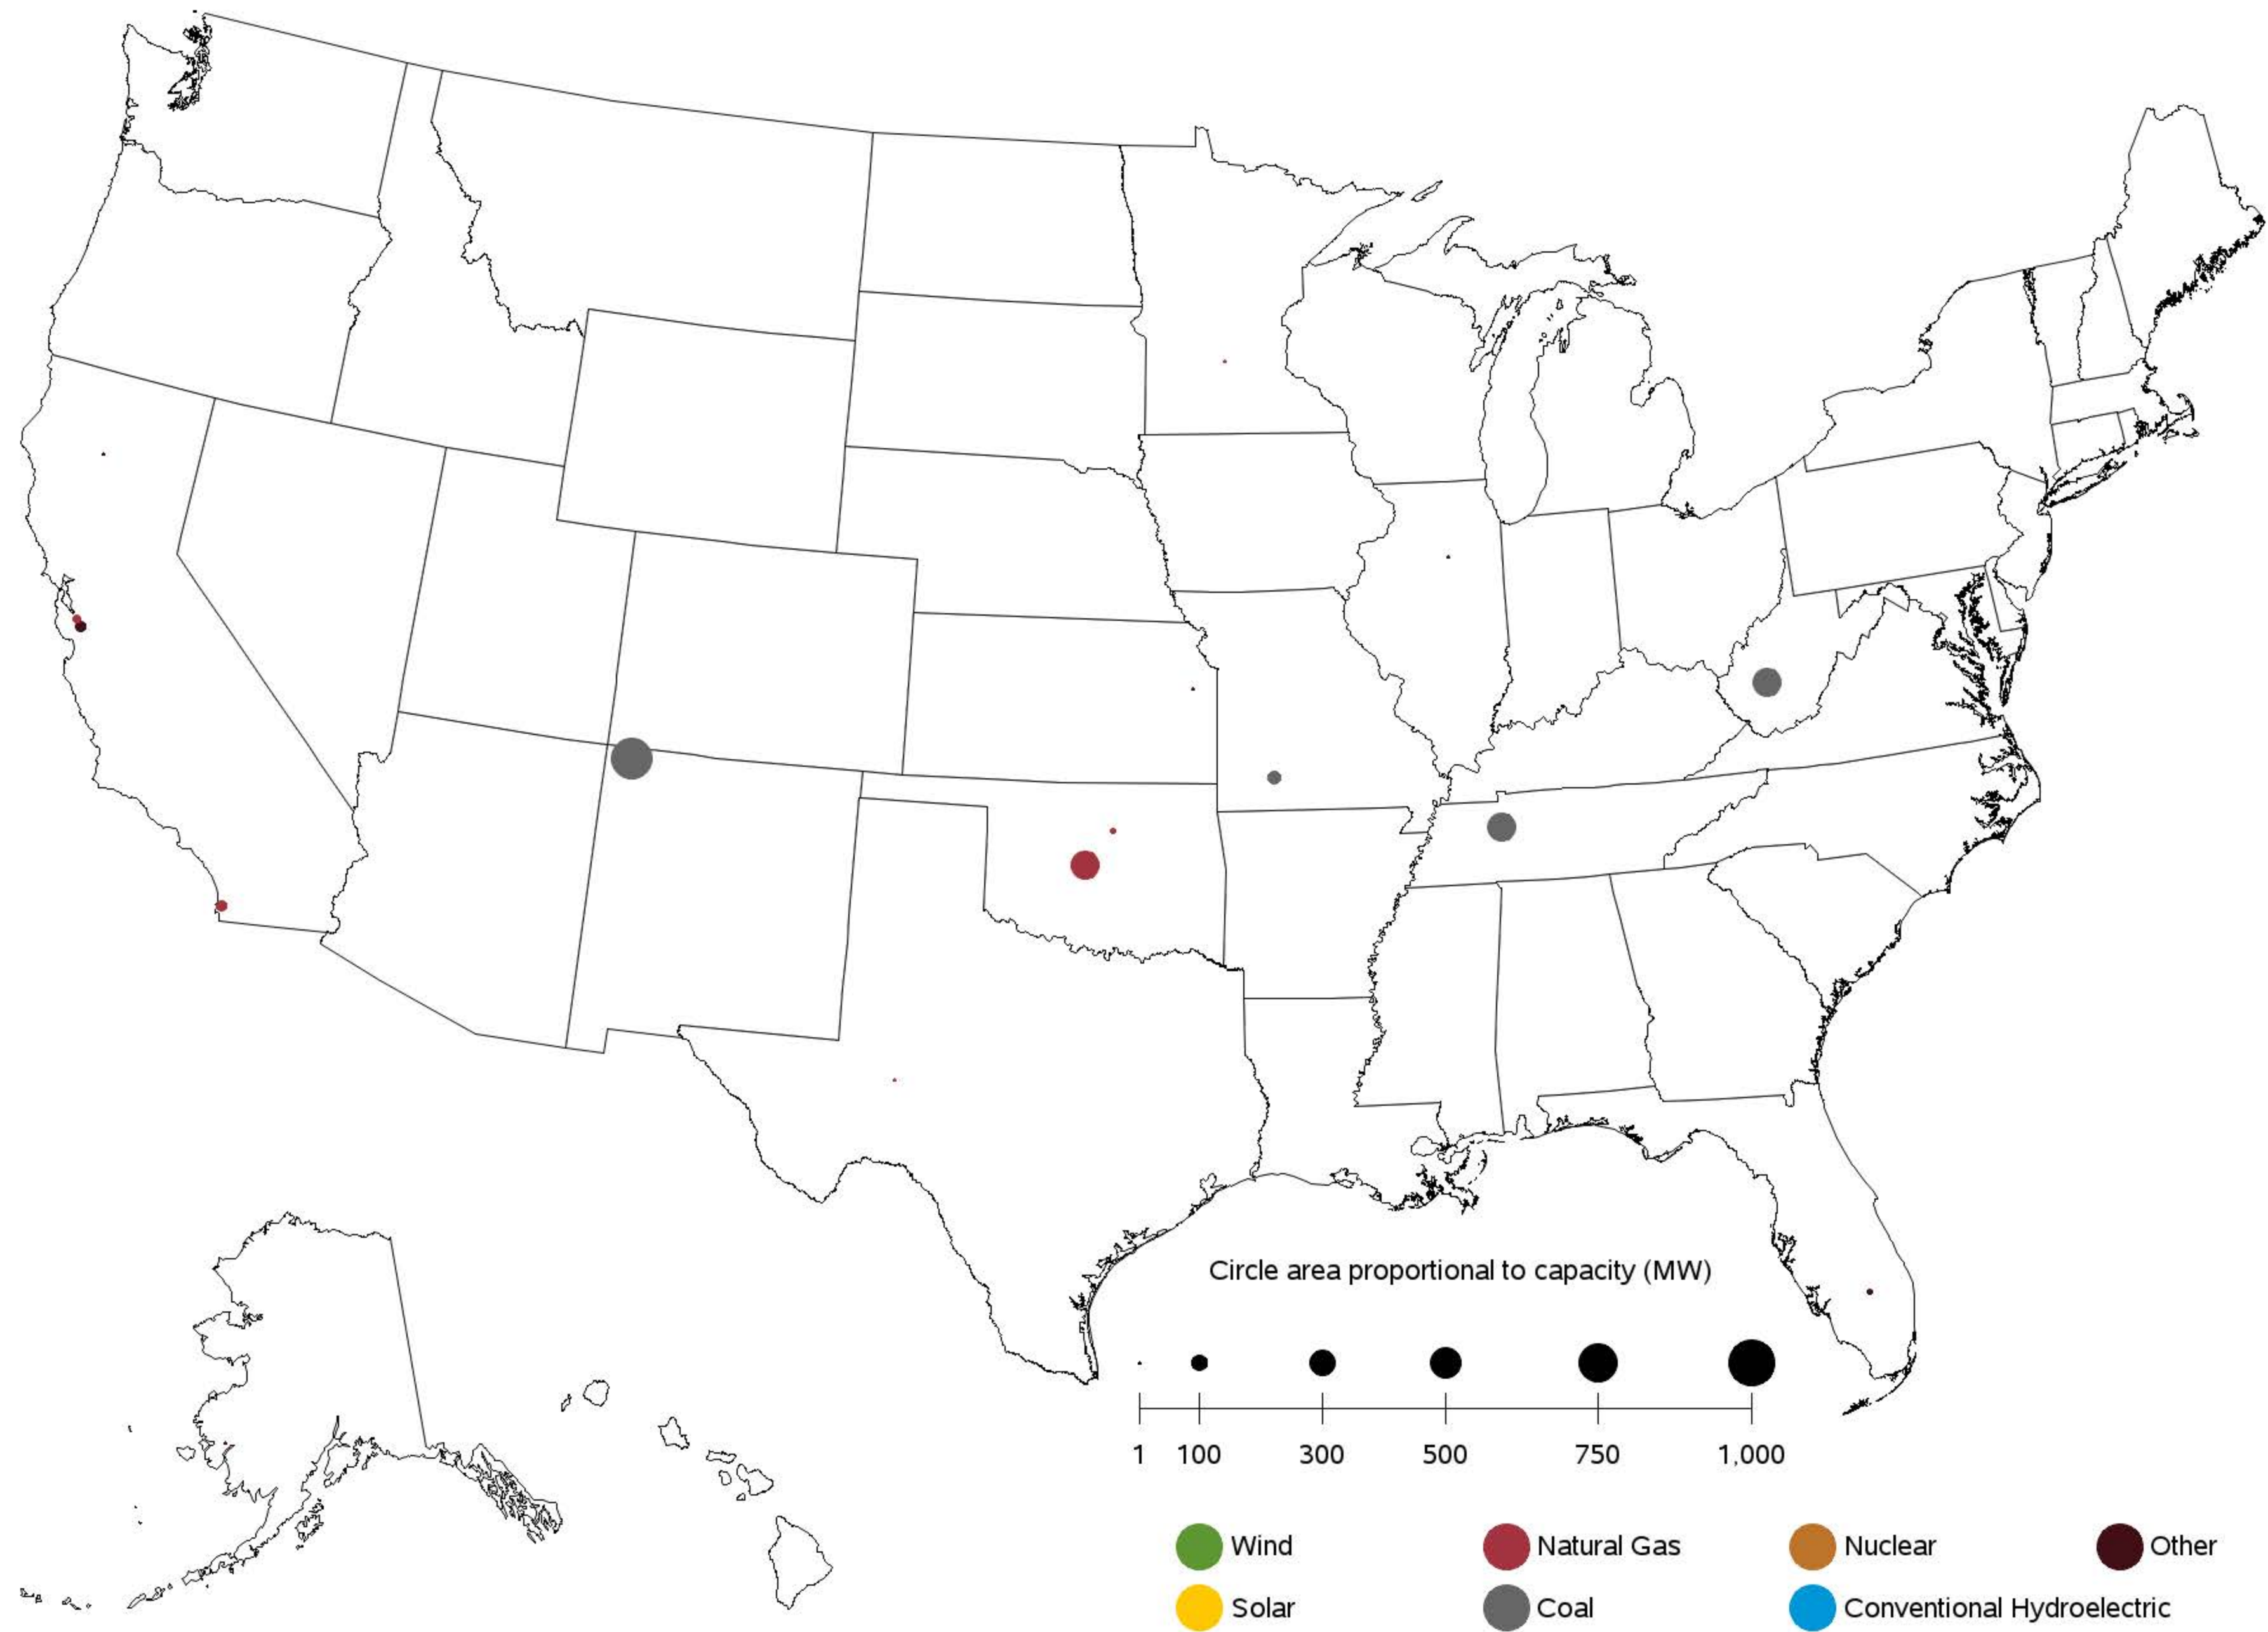 Circle area proportional to capacity (MW)
1 100 300 500 750 1,000
Wind Natural Gas Nuclear Other
Solar Coal Conventional Hydroelectric